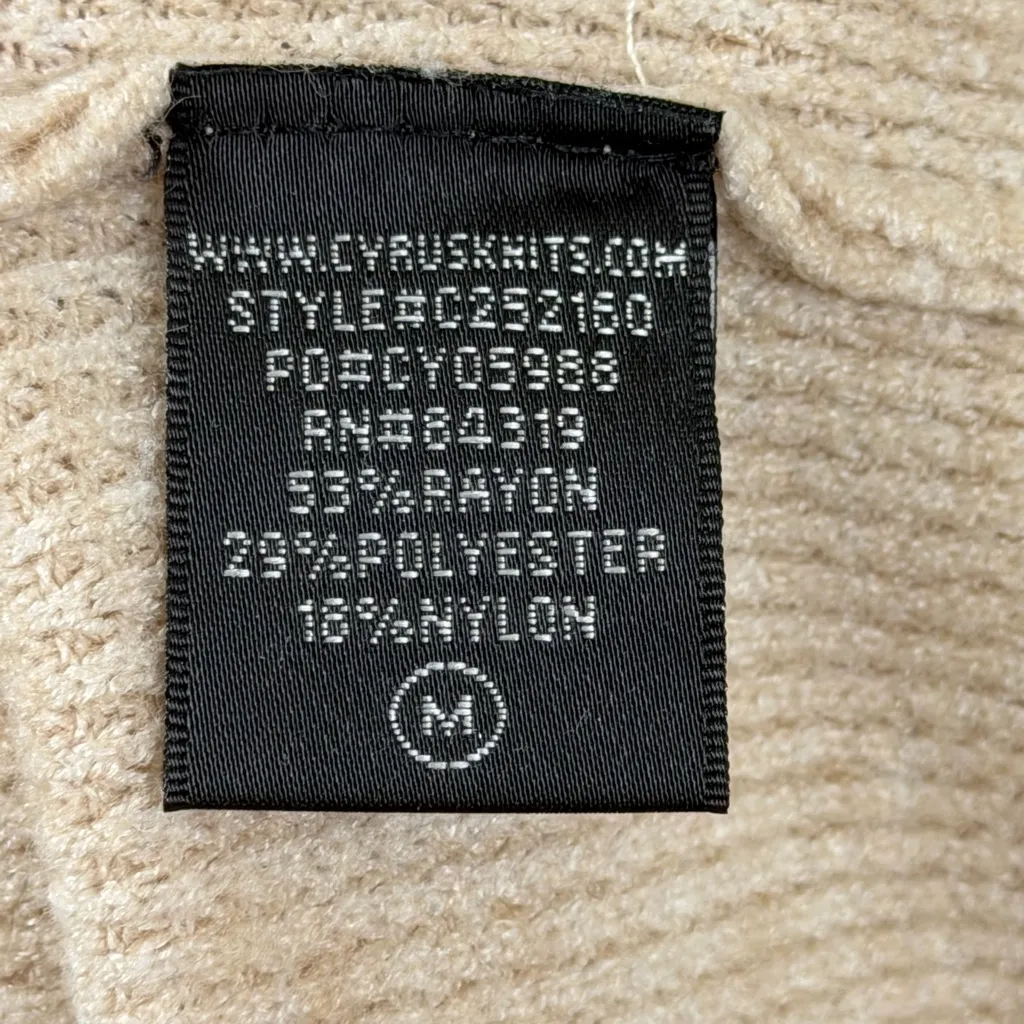 WWW.CYRUSKNITS.COM
STYLE#C252160
PO#CY05988
RN#64319
53%RAYON
29%POLYESTER
18%NYLON
M